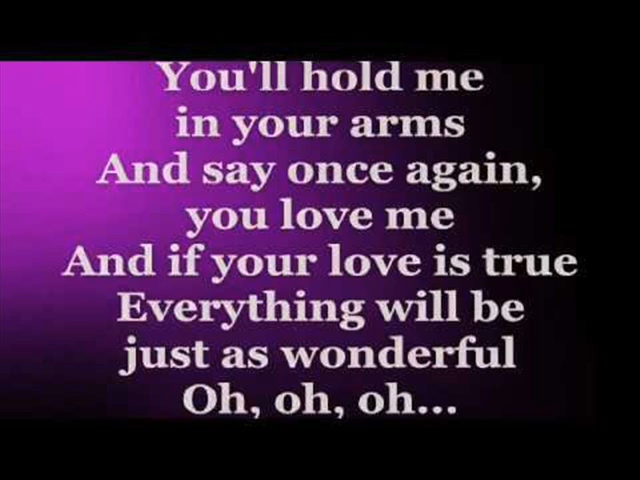 You'll hold me
in your arms
And say once again,
you love me
And if your love is true
Everything will be
just as wonderful
Oh, oh, oh...